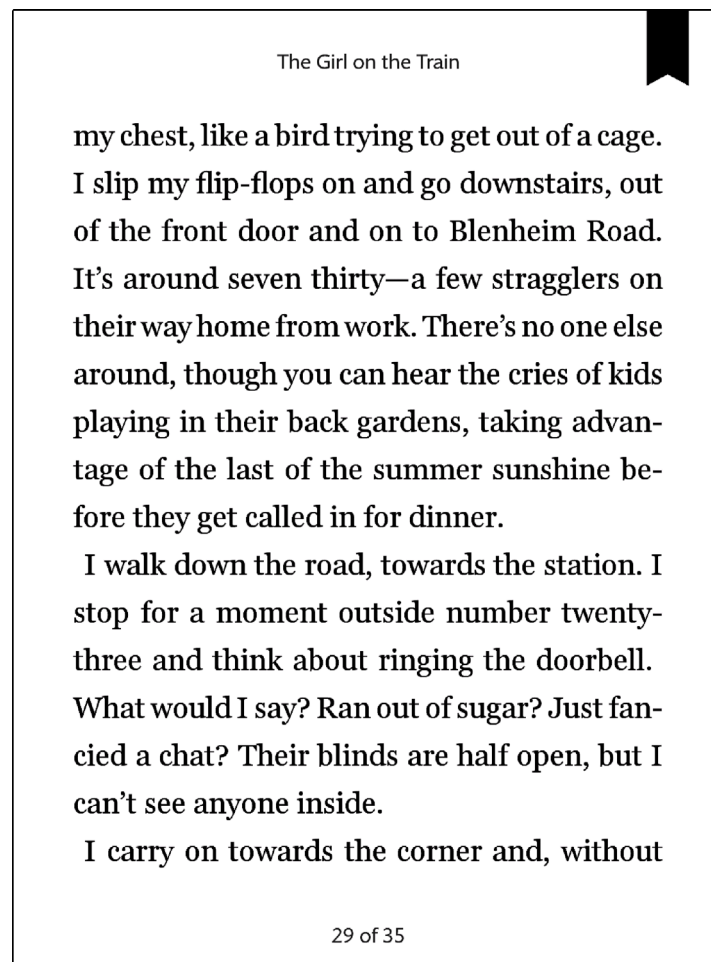 The Girl on the Train
my chest, like a bird trying to get out of a cage.
I slip my flip-flops on and go downstairs, out
of the front door and on to Blenheim Road.
It’s around seven thirty—a few stragglers on
their way home from work. There’s no one else
around, though you can hear the cries of kids
playing in their back gardens, taking advan-
tage of the last of the summer sunshine be-
fore they get called in for dinner.
I walk down the road, towards the station. I
stop for a moment outside number twenty-
three and think about ringing the doorbell.
What would I say? Ran out of sugar? Just fan-
cied a chat? Their blinds are half open, but I
can’t see anyone inside.
I carry on towards the corner and, without
29 of 35